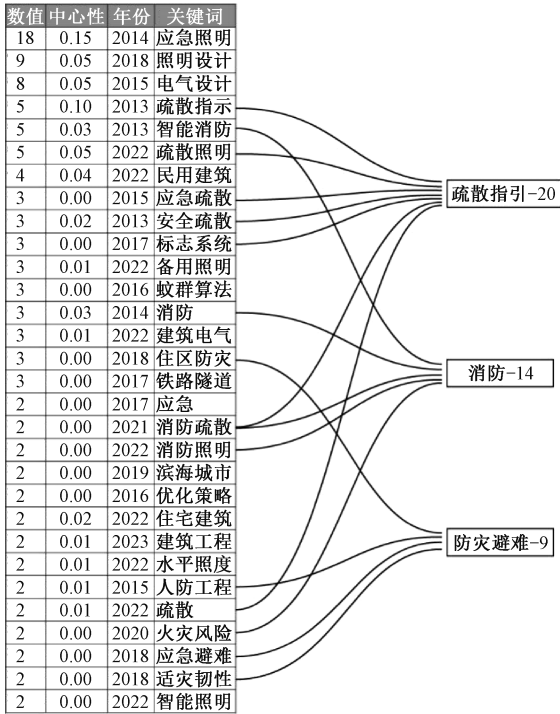 数值 中心性 年份 关键词
18 0.15 2014 应急照明
9 0.05 2018 照明设计
8 0.05 2015 电气设计
5 0.10 2013 疏散指示
5 0.03 2013 智能消防
5 0.05 2022 疏散照明
4 0.04 2022 民用建筑
3 0.00 2015 应急疏散
3 0.02 2013 安全疏散
3 0.00 2017 标志系统
3 0.01 2022 备用照明
3 0.00 2016 蚁群算法
3 0.03 2014 消防
3 0.01 2022 建筑电气
3 0.00 2018 住区防灾
3 0.00 2017 铁路隧道
2 0.00 2017 应急
2 0.00 2021 消防疏散
2 0.00 2022 消防照明
2 0.00 2019 滨海城市
2 0.00 2016 优化策略
2 0.02 2022 住宅建筑
2 0.01 2023 建筑工程
2 0.01 2022 水平照度
2 0.01 2015 人防工程
2 0.01 2022 疏散
2 0.00 2020 火灾风险
2 0.00 2018 应急避难
2 0.00 2018 适灾韧性
2 0.00 2022 智能照明
疏散指引-20
消防-14
防灾避难-9